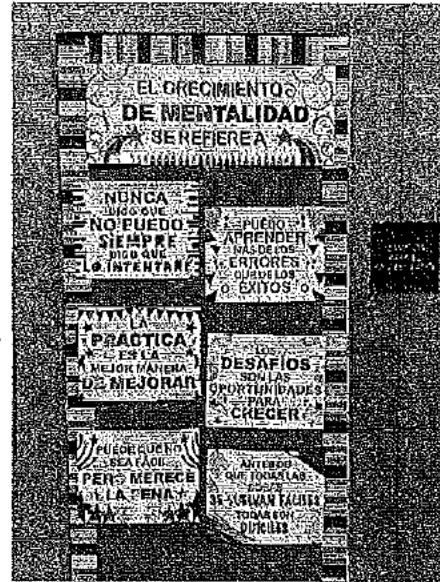 EL CRECIMIENTO
DE MENTALIDAD
SE REFIERE A
NUNCA
DIGO QUE
NO PUEDO
SIEMPRE
DIGO QUE
LO INTENTARÉ
PUEDO
APRENDER
MÁS DE LOS
ERRORES
QUE DE LOS
ÉXITOS
LA
PRÁCTICA
ES LA
MEJOR MANERA
DE MEJORAR
LOS
DESAFÍOS
SON LAS
OPORTUNIDADES
PARA
CRECER
PUEDE QUE NO
SEA FÁCIL
PERO MERECE
LA PENA
ANTES DE
QUE TODAS LAS
SE VUELVAN FÁCILES
TODAS SON
DIFÍCILES